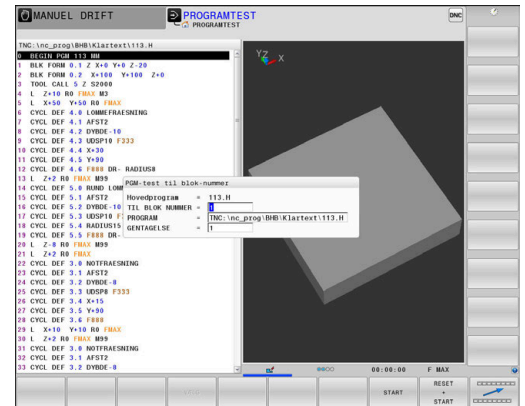 MANUEL DRIFT
PROGRAMTEST
PROGRAMTEST
DNC
TNC:\nc_prog\BHB\Klartext\113.H
0 BEGIN PGM 113 MM
1 BLK FORM 0.1 Z X+0 Y+0 Z-20
2 BLK FORM 0.2 X+100 Y+100 Z+0
3 TOOL CALL 5 Z S2000
4 L Z+10 R0 FMAX M3
5 L X+50 Y+50 R0 FMAX
6 CYCL DEF 4.0 LOMMEFRAESNING
7 CYCL DEF 4.1 AFST2
8 CYCL DEF 4.2 DYBDE-10
9 CYCL DEF 4.3 UDSP10 F333
10 CYCL DEF 4.4 X+30
11 CYCL DEF 4.5 Y+90
12 CYCL DEF 4.6 F888 DR- RADIUS8
13 L Z+2 R0 FMAX M99
14 CYCL DEF 5.0 RUND LOMM
15 CYCL DEF 5.1 AFST2
16 CYCL DEF 5.2 DYBDE-10
17 CYCL DEF 5.3 UDSP10 F
18 CYCL DEF 5.4 RADIUS15
19 CYCL DEF 5.5 F888 DR-
20 L Z-8 R0 FMAX M99
21 L Z+2 R0 FMAX
22 CYCL DEF 3.0 NOTFRAESNING
23 CYCL DEF 3.1 AFST2
24 CYCL DEF 3.2 DYBDE-8
25 CYCL DEF 3.3 UDSP8 F333
26 CYCL DEF 3.4 X+15
27 CYCL DEF 3.5 Y+90
28 CYCL DEF 3.6 F888
29 L X+10 Y+10 R0 FMAX
30 L Z+2 R0 FMAX M99
31 CYCL DEF 3.0 NOTFRAESNING
32 CYCL DEF 3.1 AFST2
33 CYCL DEF 3.2 DYBDE-8
YZ X
PGM-test til blok-nummer
Hovedprogram = 113.H
TIL BLOK NUMMER = 1
PROGRAM = TNC:\nc_prog\BHB\Klartext\113.H
GENTAGELSE = 1
00:00:00 F MAX
START
RESET
+
START